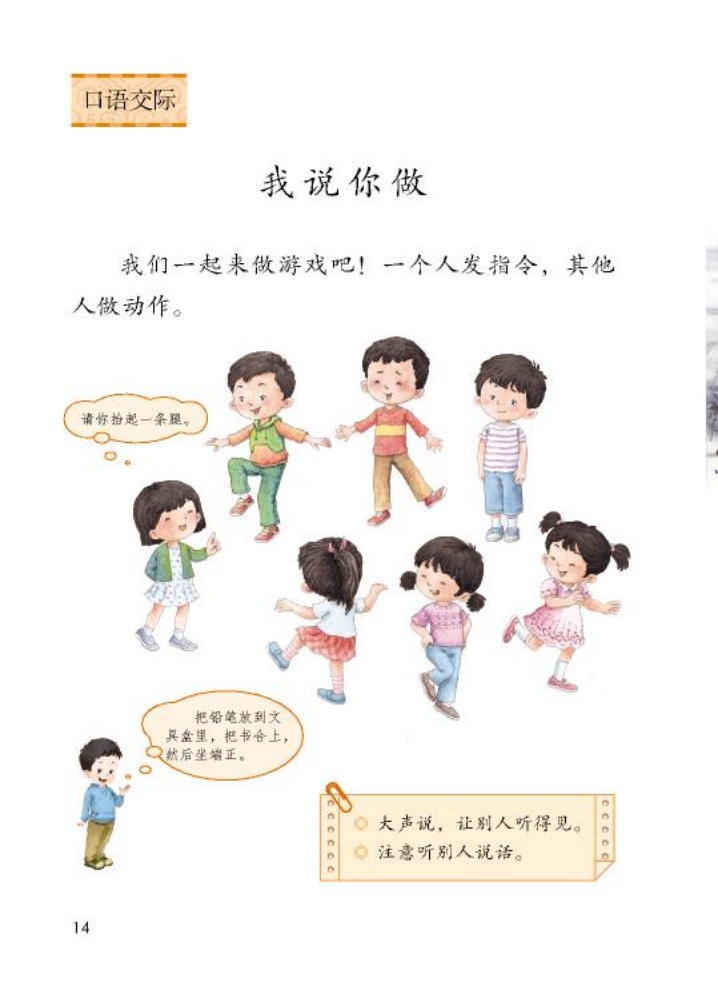 口语交际
我说你做
我们一起来做游戏吧！一个人发指令，其他
人做动作。
请你抬起一条腿。
把铅笔放到文
具盒里，把书合上，
然后坐端正。
◎ 大声说，让别人听得见。
◎ 注意听别人说话。
14